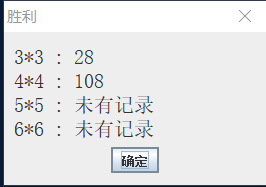 胜利
3*3 : 28
4*4 : 108
5*5 : 未有记录
6*6 : 未有记录
确定